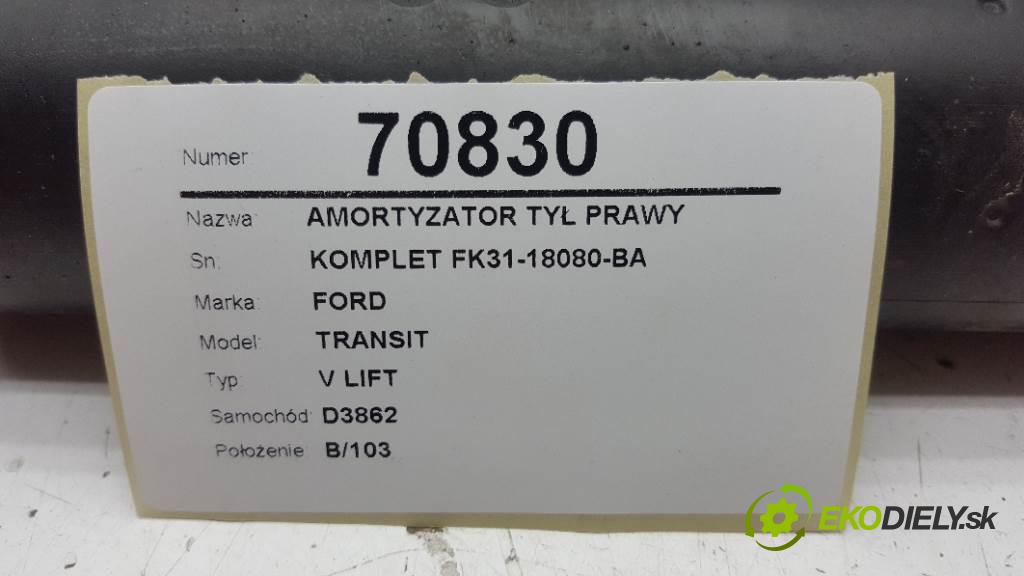 Numer: 70830
Nazwa: AMORTYZATOR TYŁ PRAWY
Sn: KOMPLET FK31-18080-BA
Marka: FORD
Model: TRANSIT
Typ: V LIFT
Samochód: D3862
Położenie: B/103
EKODIELY.sk